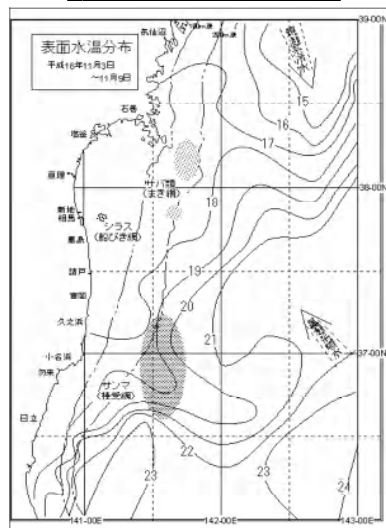 39-00N
気仙沼
表面水温分布
平成16年11月3日
～11月9日
15
石巻
16
塩釜
17
亘理
サバ類
(まき網)
38-00N
18
新地
相馬
シラス
(船びき網)
鹿島
請戸
19
富岡
20
久之浜
21
小名浜
37-00N
勿来
サンマ
(棒受網)
日立
22
23
23
24
141-00E
142-00E
143-00E